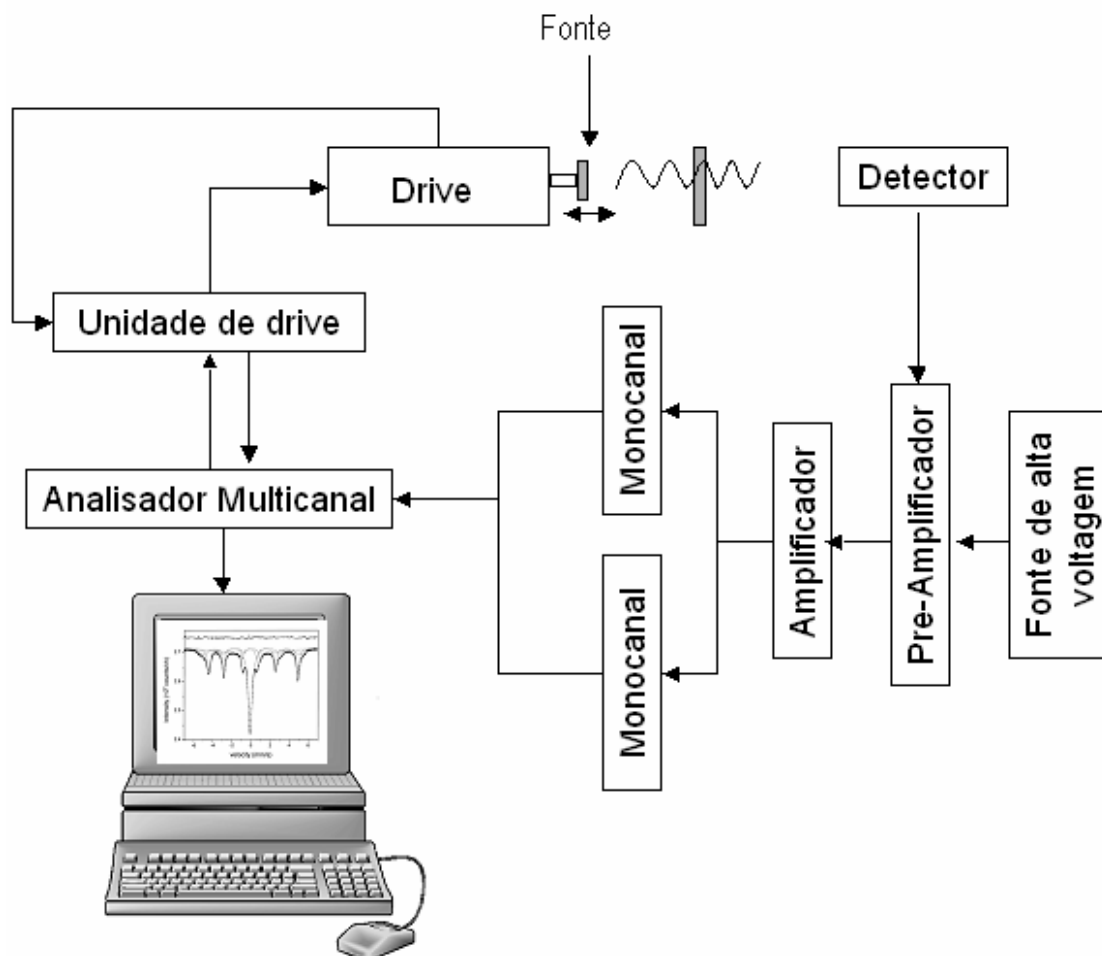 Fonte
Drive
Detector
Unidade de drive
Monocanal
Analisador Multicanal
Monocanal
Amplificador
Pre-Amplificador
Fonte de alta
voltagem